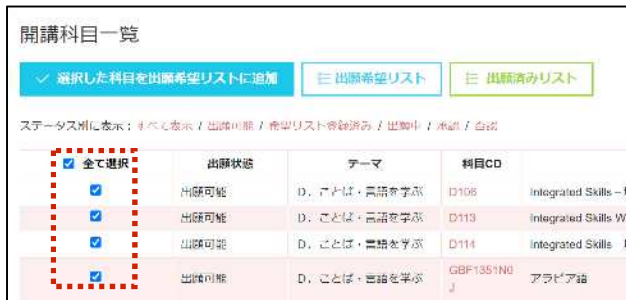 開講科目一覧
選択した科目を出願希望リストに追加 出願希望リスト 出願済みリスト
ステータス別に表示：すべて表示 / 出願可能 / 希望リスト登録済み / 出願中 / 承認 / 否認
全て選択 出願状態 テーマ 科目CD
出願可能 D．ことば・言語を学ぶ D106 Integrated Skills –
出願可能 D．ことば・言語を学ぶ D113 Integrated Skills W
出願可能 D．ことば・言語を学ぶ D114 Integrated Skills
出願可能 D．ことば・言語を学ぶ GBF1351N0J アラビア語